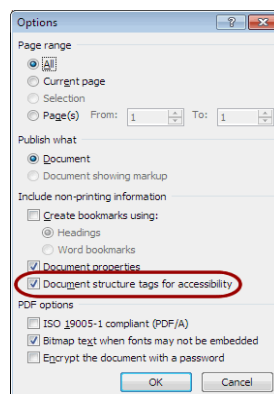 Options
Page range
All
Current page
Selection
Page(s) From: 1 To: 1
Publish what
Document
Document showing markup
Include non-printing information
Create bookmarks using:
Headings
Word bookmarks
Document properties
Document structure tags for accessibility
PDF options
ISO 19005-1 compliant (PDF/A)
Bitmap text when fonts may not be embedded
Encrypt the document with a password
OK Cancel